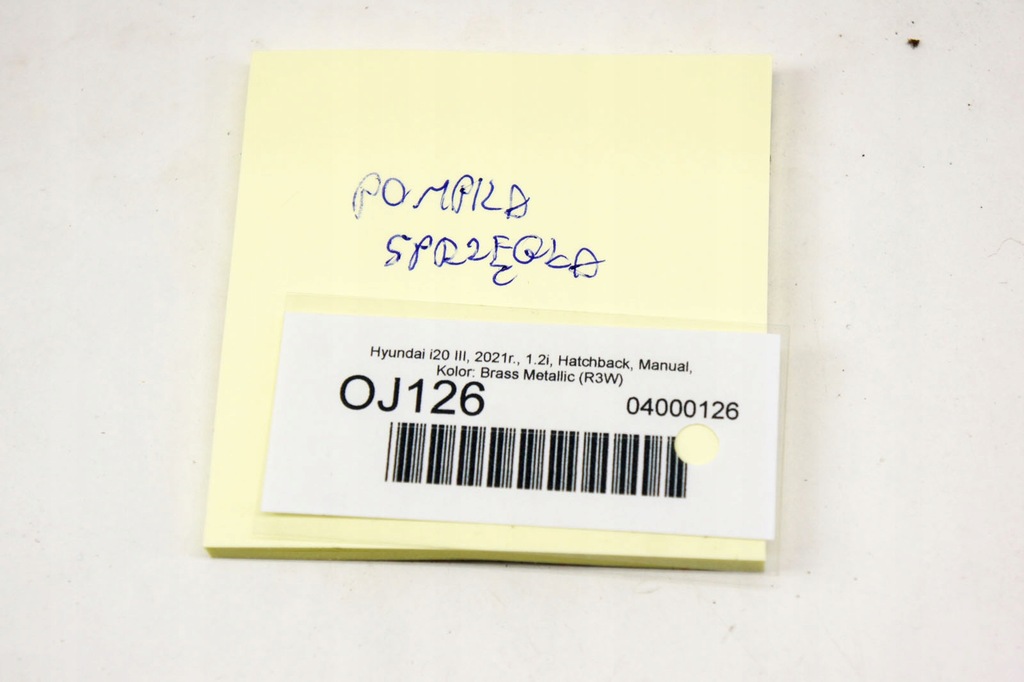 POMPKA
SPRZĘGŁA
Hyundai i20 III, 2021r., 1.2i, Hatchback, Manual,
Kolor: Brass Metallic (R3W)
OJ126 04000126